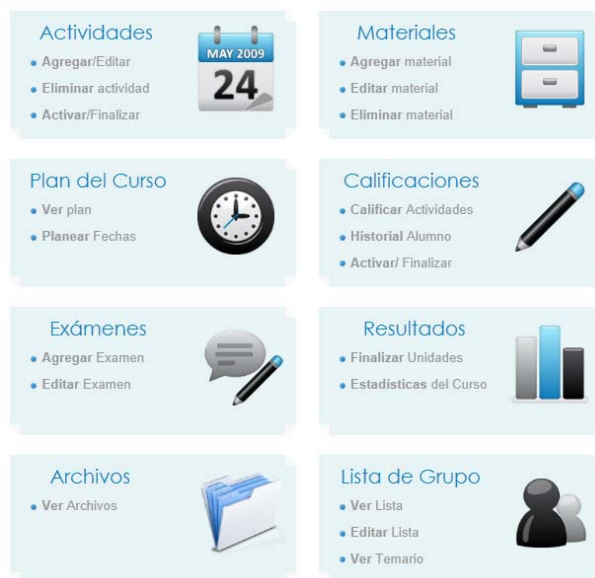 Actividades
Agregar/Editar
Eliminar actividad
Activar/Finalizar
MAY 2009
24
Materiales
Agregar material
Editar material
Eliminar material
Plan del Curso
Ver plan
Planear Fechas
Calificaciones
Calificar Actividades
Historial Alumno
Activar/ Finalizar
Exámenes
Agregar Examen
Editar Examen
Resultados
Finalizar Unidades
Estadísticas del Curso
Archivos
Ver Archivos
Lista de Grupo
Ver Lista
Editar Lista
Ver Temario